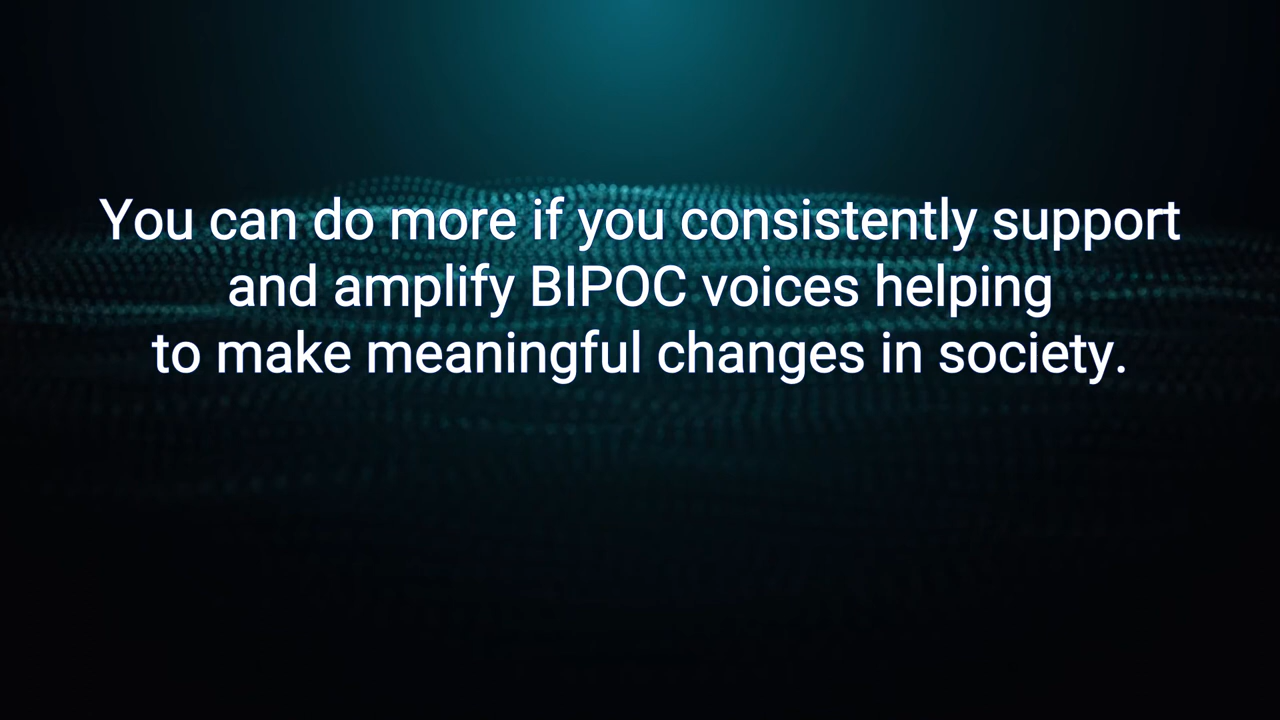 You can do more if you consistently support
and amplify BIPOC voices helping
to make meaningful changes in society.